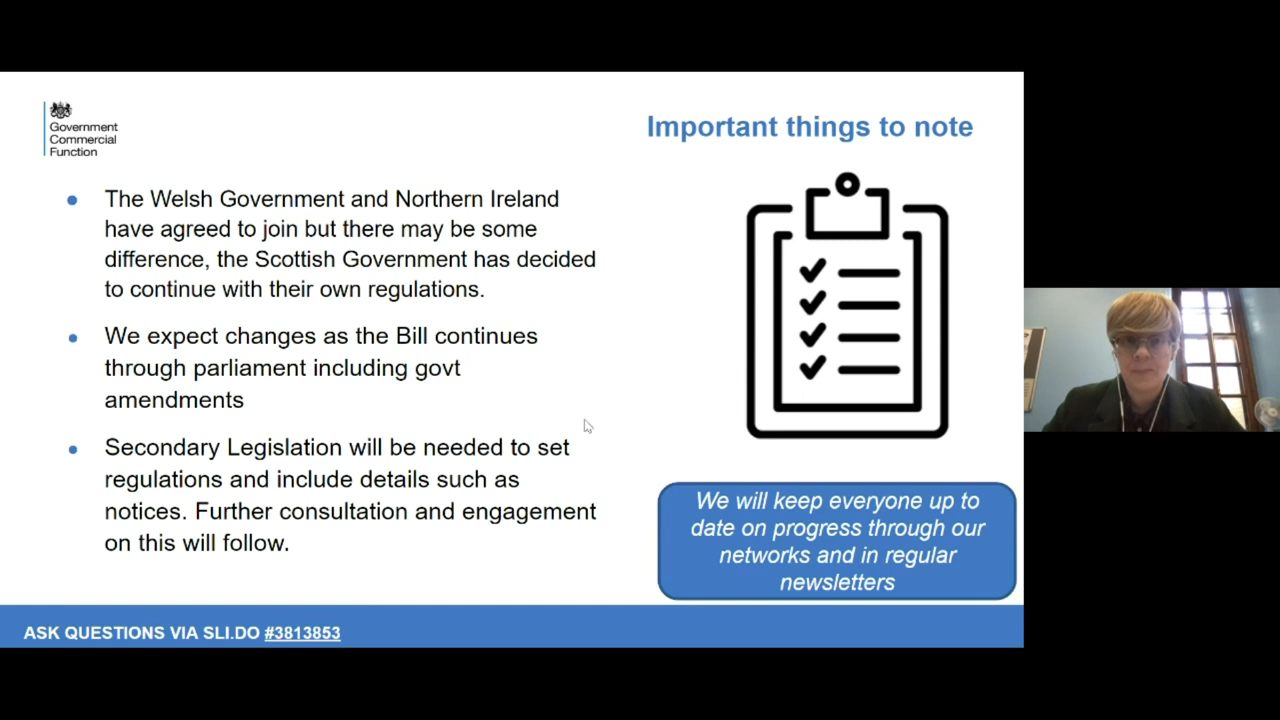 Government
Commercial
Function
Important things to note
The Welsh Government and Northern Ireland
have agreed to join but there may be some
difference, the Scottish Government has decided
to continue with their own regulations.
We expect changes as the Bill continues
through parliament including govt
amendments
Secondary Legislation will be needed to set
regulations and include details such as
notices. Further consultation and engagement
on this will follow.
We will keep everyone up to
date on progress through our
networks and in regular
newsletters
ASK QUESTIONS VIA SLI.DO #3813853